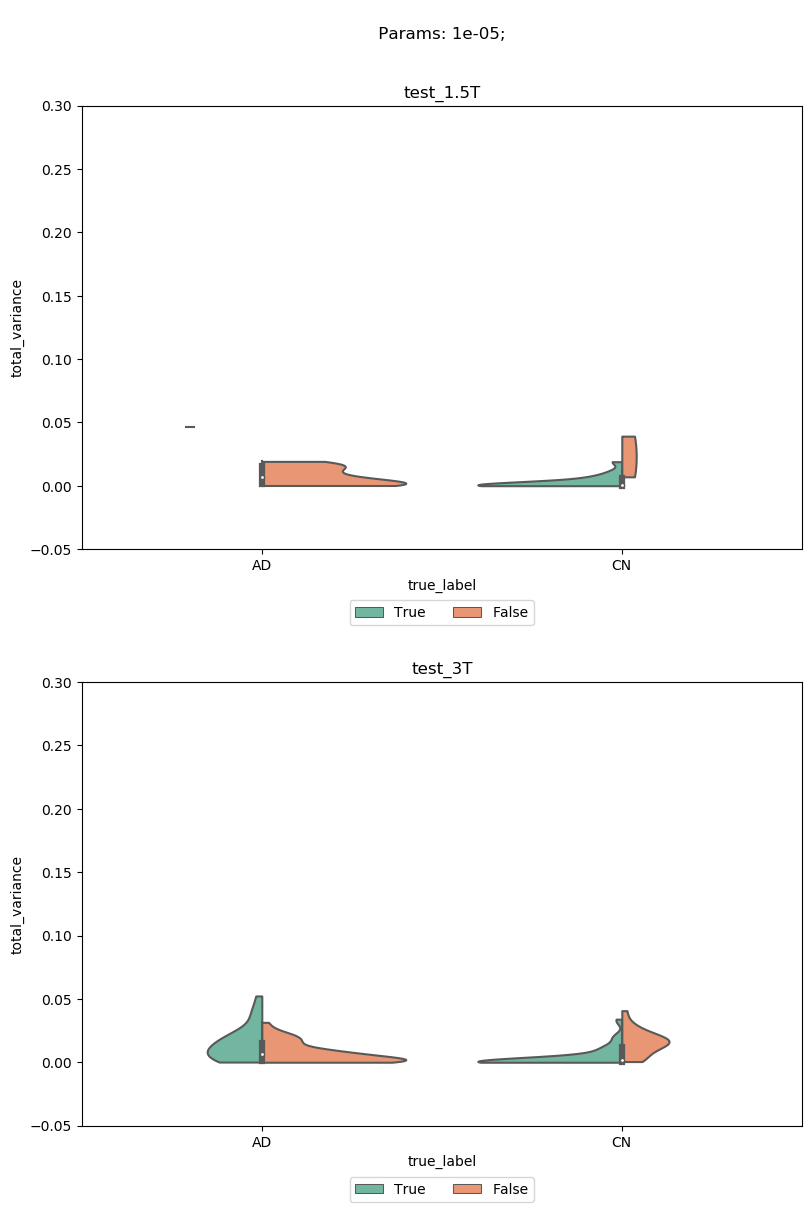 Params: 1e-05;
test_1.5T
0.30
0.25
0.20
0.15
0.10
0.05
0.00
−0.05
total_variance
AD CN
true_label
True False
test_3T
0.30
0.25
0.20
0.15
0.10
0.05
0.00
−0.05
total_variance
AD CN
true_label
True False